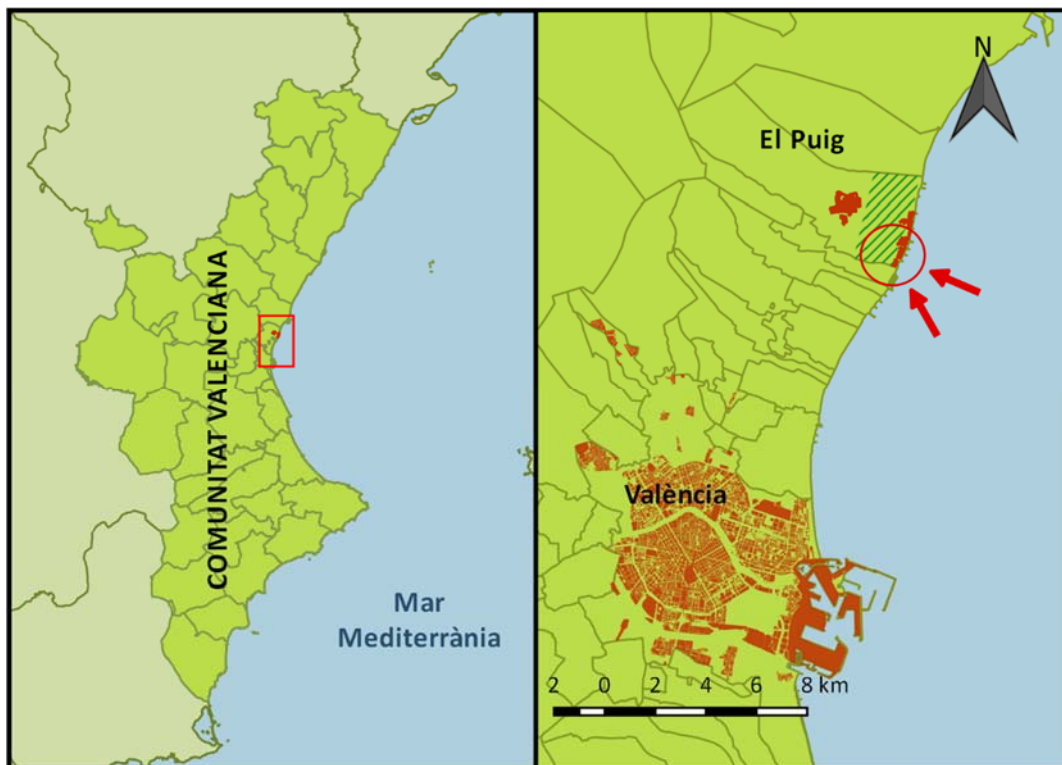 COMUNITAT VALENCIANA
Mar
Mediterrània
N
El Puig
València
2 0 2 4 6 8 km